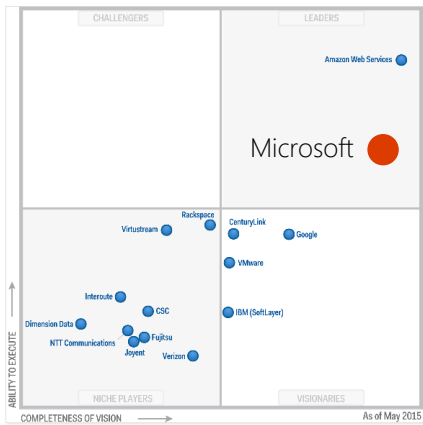 CHALLENGERS
LEADERS
Amazon Web Services
Microsoft
Rackspace
Virtustream
CenturyLink
Google
VMware
Interoute
CSC
IBM (SoftLayer)
Dimension Data
NTT Communications
Fujitsu
Joyent
Verizon
ABILITY TO EXECUTE
NICHE PLAYERS
VISIONARIES
COMPLETENESS OF VISION
As of May 2015